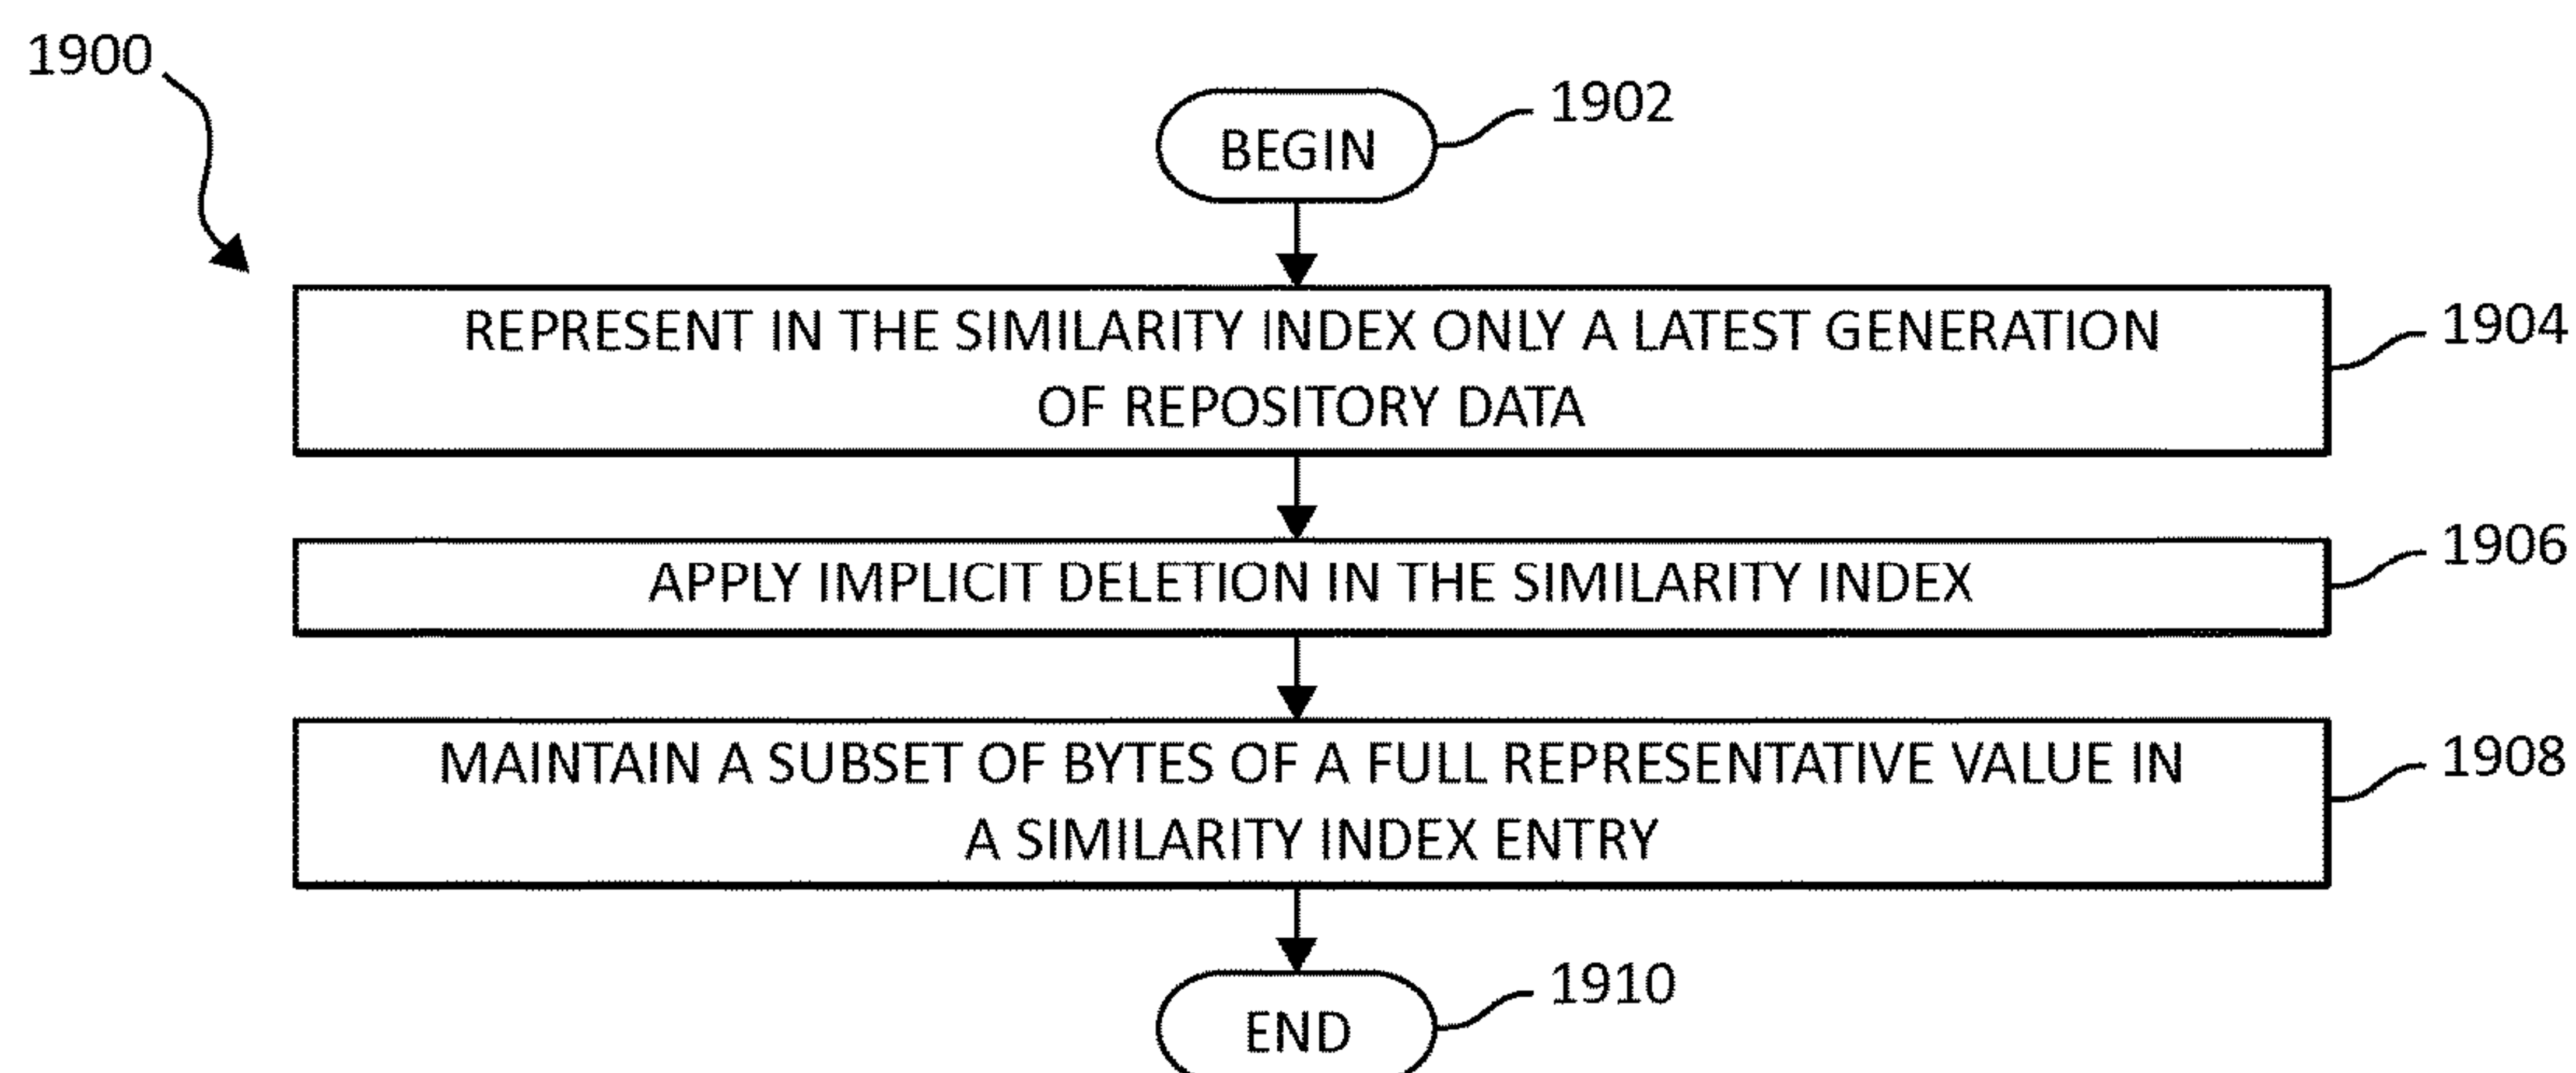 1900
BEGIN
1902
REPRESENT IN THE SIMILARITY INDEX ONLY A LATEST GENERATION
OF REPOSITORY DATA
1904
APPLY IMPLICIT DELETION IN THE SIMILARITY INDEX
1906
MAINTAIN A SUBSET OF BYTES OF A FULL REPRESENTATIVE VALUE IN
A SIMILARITY INDEX ENTRY
1908
END
1910